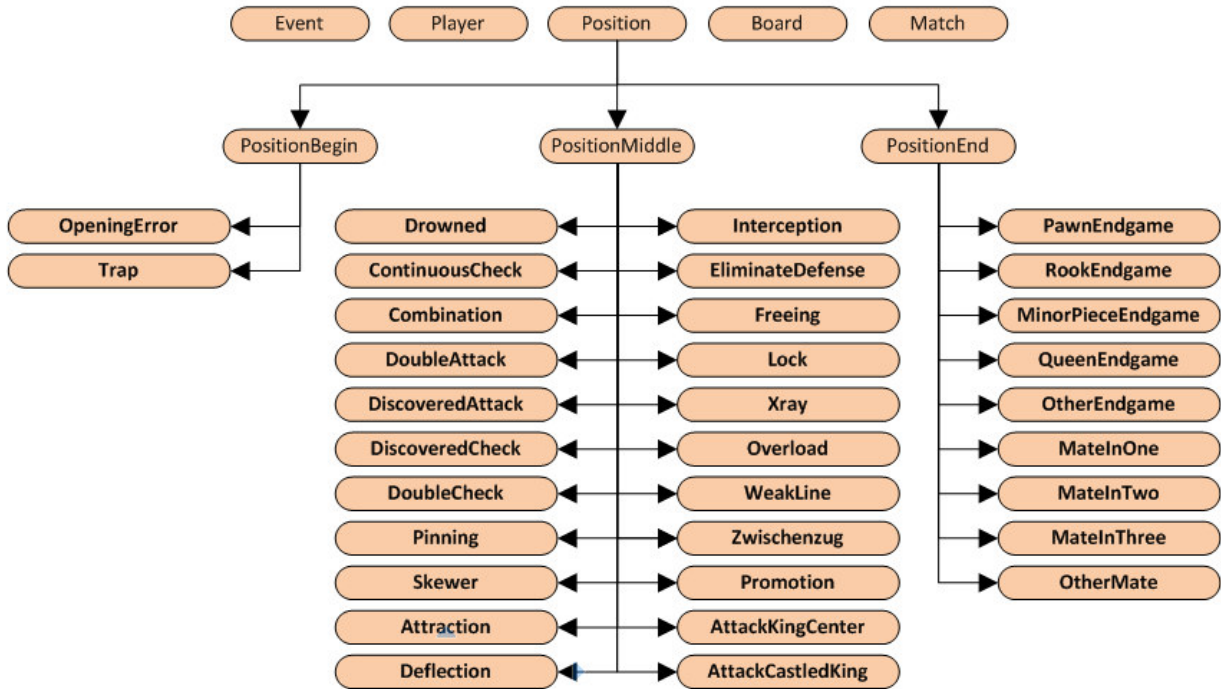 Event
Player
Position
Board
Match
PositionBegin
PositionMiddle
PositionEnd
OpeningError
Trap
Drowned
ContinuousCheck
Combination
DoubleAttack
DiscoveredAttack
DiscoveredCheck
DoubleCheck
Pinning
Skewer
Attraction
Deflection
Interception
EliminateDefense
Freeing
Lock
Xray
Overload
WeakLine
Zwischenzug
Promotion
AttackKingCenter
AttackCastledKing
PawnEndgame
RookEndgame
MinorPieceEndgame
QueenEndgame
OtherEndgame
MateInOne
MateInTwo
MateInThree
OtherMate